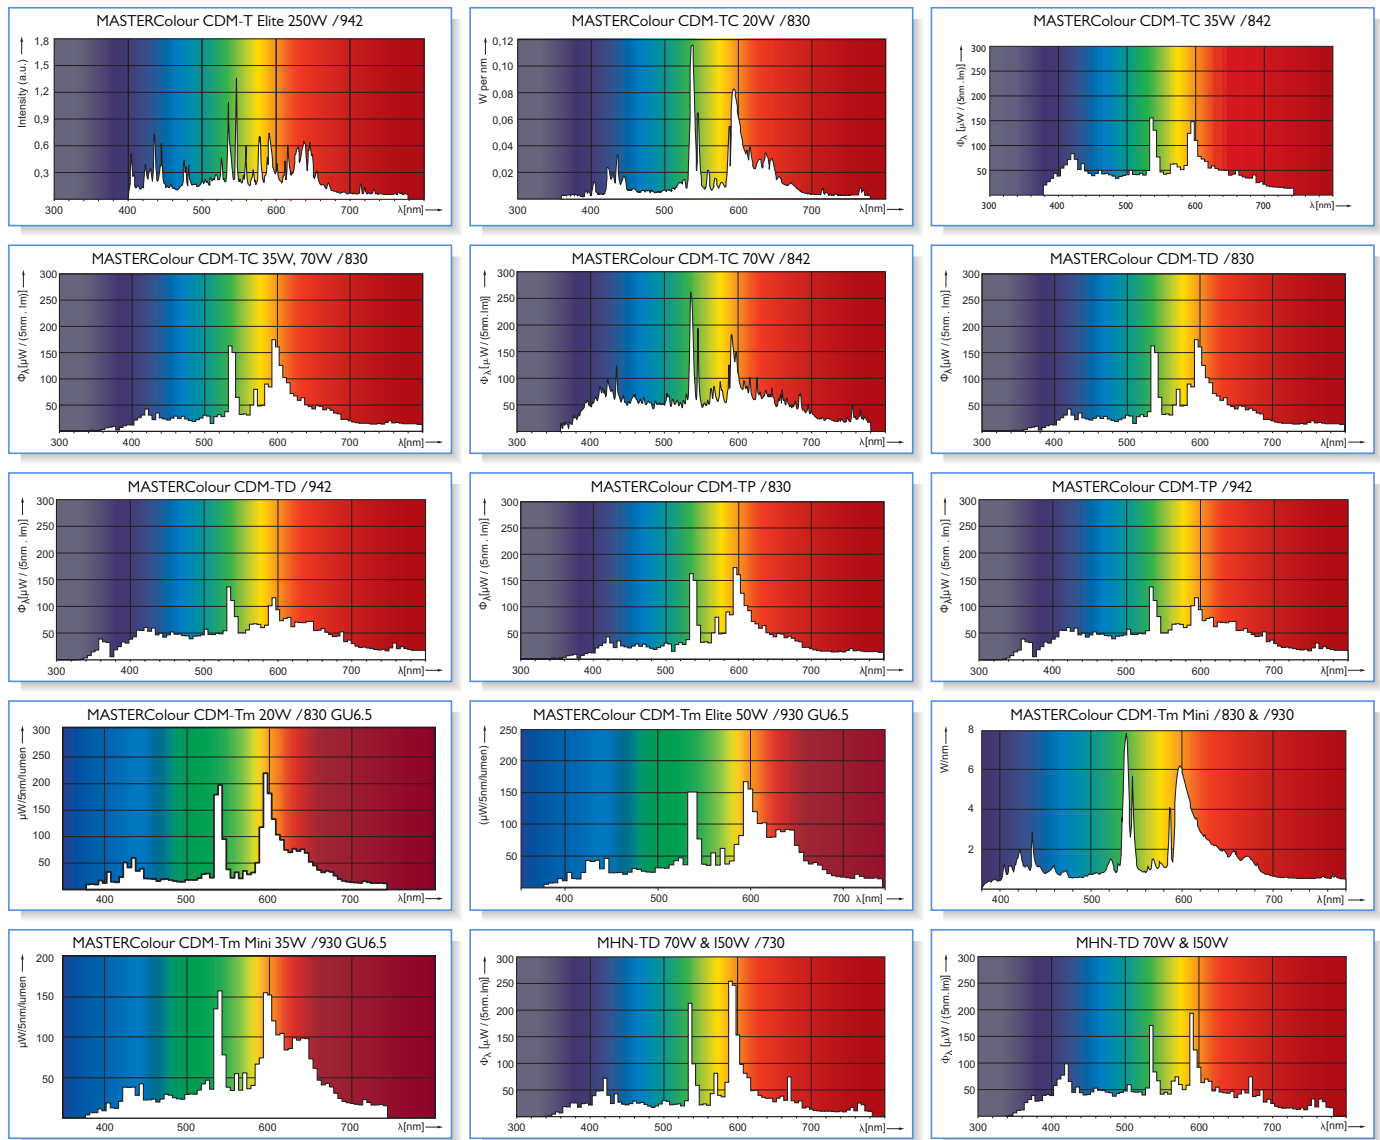 MASTERColour CDM-T Elite 250W /942
Intensity (a.u.)
1,8
1,5
1,2
0,9
0,6
0,3
300 400 500 600 700 λ[nm]
MASTERColour CDM-TC 20W /830
W per nm
0,12
0,10
0,08
0,06
0,04
0,02
300 400 500 600 700 λ[nm]
MASTERColour CDM-TC 35W /842
Φλ [µW / (5nm . lm)]
300
250
200
150
100
50
300 400 500 600 700 λ[nm]
MASTERColour CDM-TC 35W, 70W /830
Φλ [µW / (5nm . lm)]
300
250
200
150
100
50
300 400 500 600 700 λ[nm]
MASTERColour CDM-TC 70W /842
Φλ [µ W / (5nm. lm)]
300
250
200
150
100
50
300 400 500 600 700 λ[nm]
MASTERColour CDM-TD /830
Φλ [µW / (5nm . lm)]
300
250
200
150
100
50
300 400 500 600 700 λ[nm]
MASTERColour CDM-TD /942
Φλ[µW / (5nm . lm)]
300
250
200
150
100
50
300 400 500 600 700 λ[nm]
MASTERColour CDM-TP /830
Φλ[µW / (5nm . lm)]
300
250
200
150
100
50
300 400 500 600 700 λ[nm]
MASTERColour CDM-TP /942
Φλ[µW / (5nm . lm)]
300
250
200
150
100
50
300 400 500 600 700 λ[nm]
MASTERColour CDM-Tm 20W /830 GU6.5
µW/5nm/lumen
300
250
200
150
100
50
400 500 600 700 λ[nm]
MASTERColour CDM-Tm Elite 50W /930 GU6.5
(µW/5nm/lumen)
250
200
150
100
50
400 500 600 700 λ[nm]
MASTERColour CDM-Tm Mini /830 & /930
W/nm
8
6
4
2
400 500 600 700 λ[nm]
MASTERColour CDM-Tm Mini 35W /930 GU6.5
µW/5nm/lumen
200
150
100
50
400 500 600 700 λ[nm]
MHN-TD 70W & 150W /730
Φλ [µW / (5nm. lm)]
300
250
200
150
100
50
300 400 500 600 700 λ[nm]
MHN-TD 70W & 150W
Φλ [µW / (5nm. lm)]
300
250
200
150
100
50
300 400 500 600 700 λ[nm]